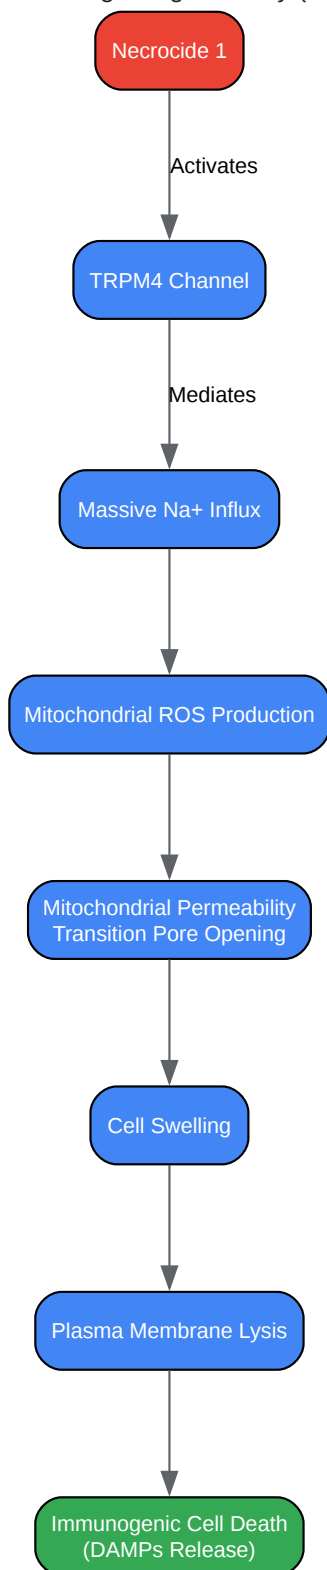 Necrocide 1
Activates
TRPM4 Channel
Mediates
Massive Na+ Influx
Mitochondrial ROS Production
Mitochondrial Permeability
Transition Pore Opening
Cell Swelling
Plasma Membrane Lysis
Immunogenic Cell Death
(DAMPs Release)